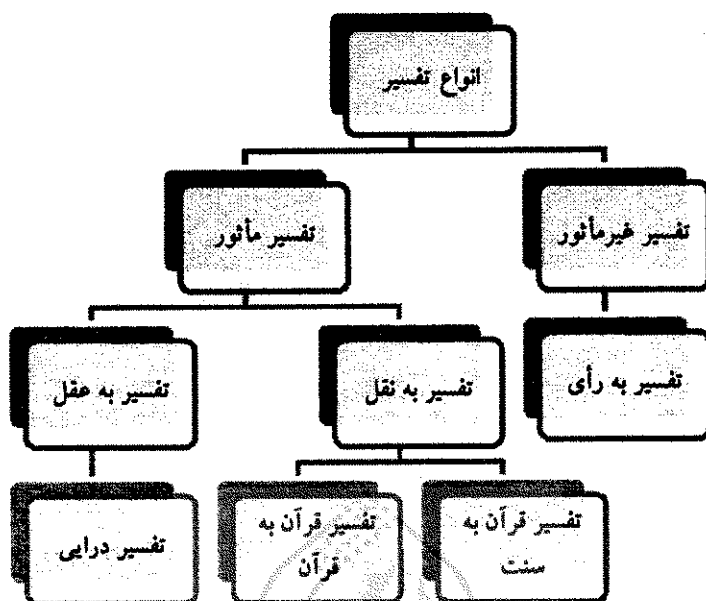 انواع تفسیر
تفسیر غیرمأثور
تفسیر مأثور
تفسیر به رأی
تفسیر به نقل
تفسیر به عقل
تفسیر قرآن به
سنت
تفسیر قرآن به
قرآن
تفسیر درایی